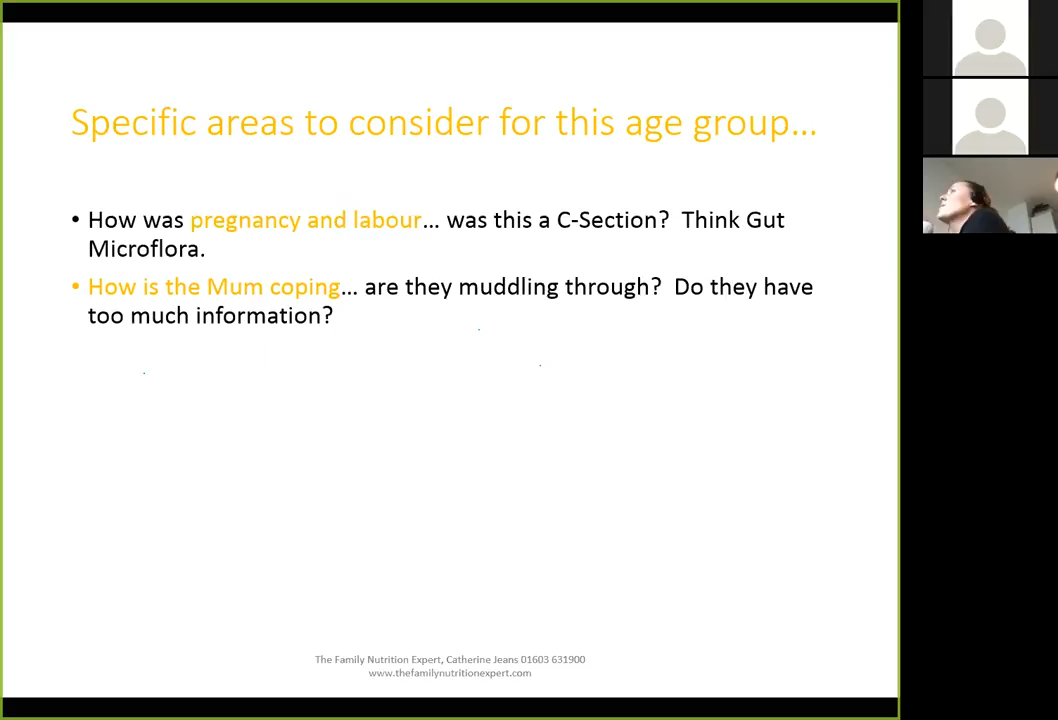 Specific areas to consider for this age group...
• How was pregnancy and labour... was this a C-Section?  Think Gut
Microflora.
• How is the Mum coping... are they muddling through?  Do they have
too much information?
The Family Nutrition Expert, Catherine Jeans 01603 631900
www.thefamilynutritionexpert.com